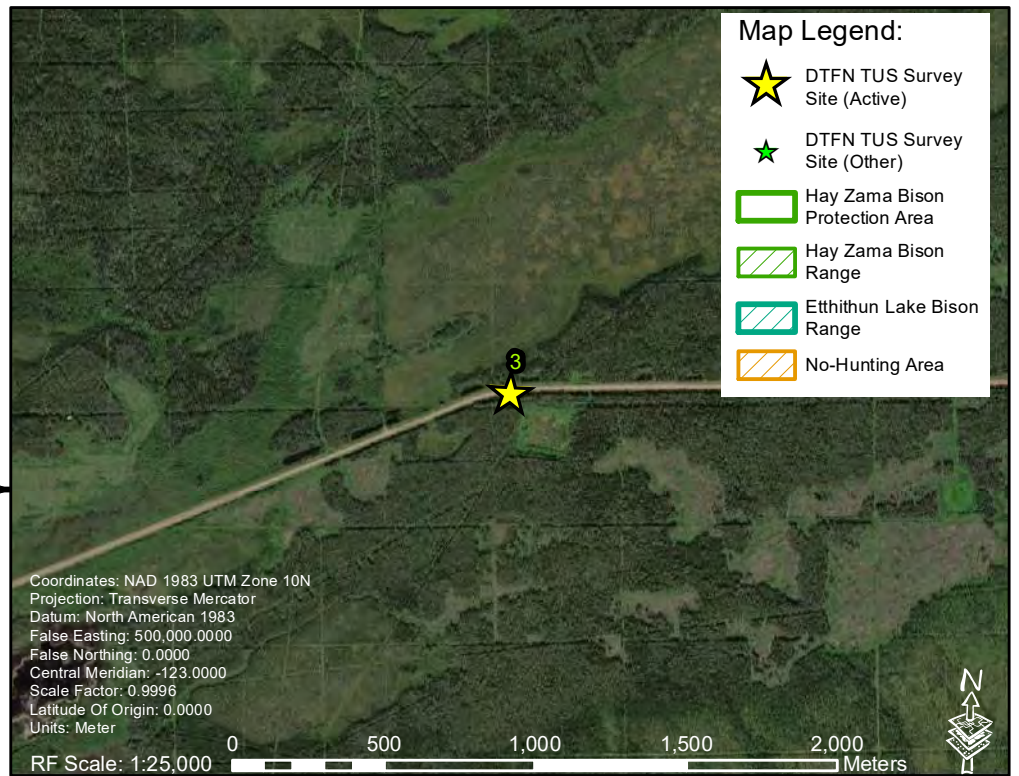 Map Legend:
DTFN TUS Survey
Site (Active)
DTFN TUS Survey
Site (Other)
Hay Zama Bison
Protection Area
Hay Zama Bison
Range
Etthithun Lake Bison
Range
No-Hunting Area
3
Coordinates: NAD 1983 UTM Zone 10N
Projection: Transverse Mercator
Datum: North American 1983
False Easting: 500,000.0000
False Northing: 0.0000
Central Meridian: -123.0000
Scale Factor: 0.9996
Latitude Of Origin: 0.0000
Units: Meter
N
0 500 1,000 1,500 2,000
RF Scale: 1:25,000 Meters